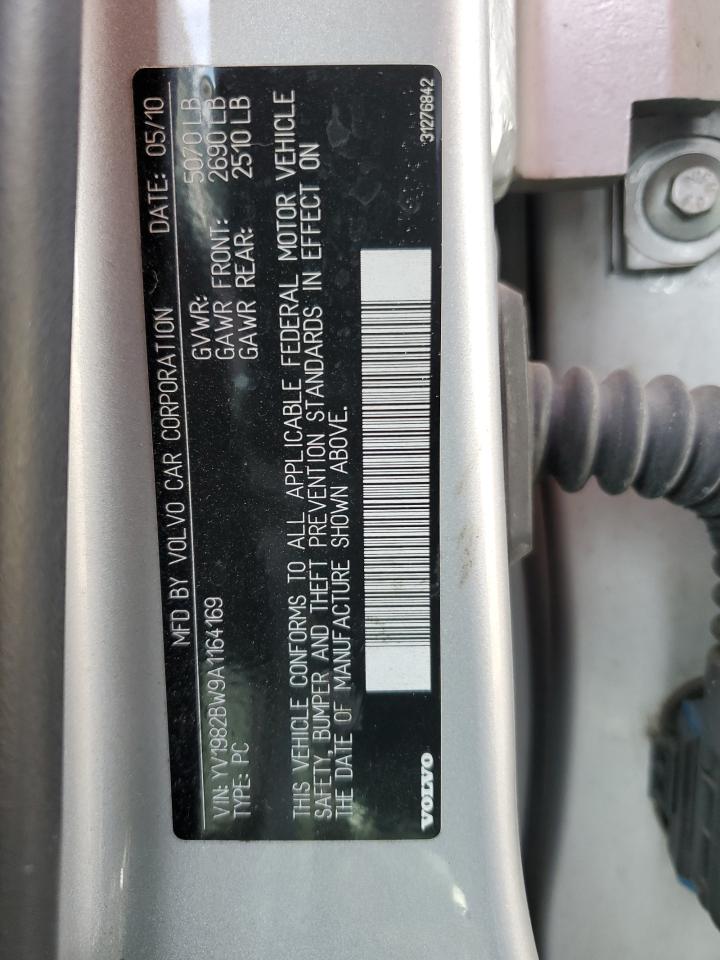 MFD BY VOLVO CAR CORPORATION DATE: 05/10
GVWR: 5070 LB
GAWR FRONT: 2690 LB
GAWR REAR: 2510 LB
VIN: YV1982BW9A1164169
TYPE: PC
THIS VEHICLE CONFORMS TO ALL APPLICABLE FEDERAL MOTOR VEHICLE
SAFETY, BUMPER AND THEFT PREVENTION STANDARDS IN EFFECT ON
THE DATE OF MANUFACTURE SHOWN ABOVE.
VOLVO
31276842